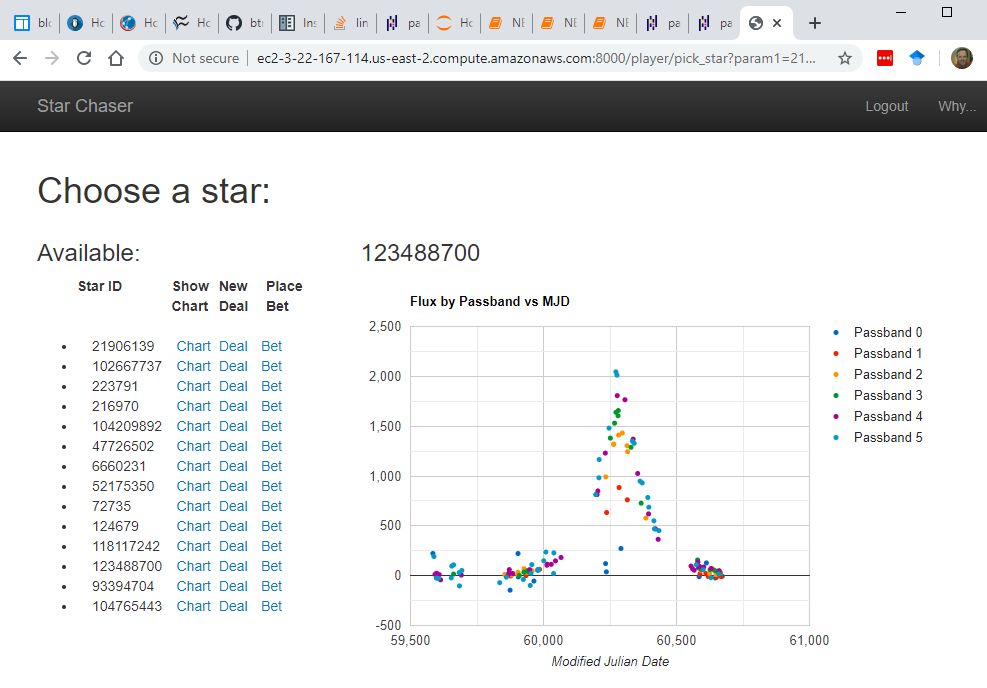 blo Ho Ho Ho bt Ins lin pa Ho NE NE NE pa pa
Not secure ec2-3-22-167-114.us-east-2.compute.amazonaws.com:8000/player/pick_star?param1=21...
Star Chaser Logout Why...
Choose a star:
Available: 123488700
Star ID Show Chart New Deal Place Bet
21906139 Chart Deal Bet
102667737 Chart Deal Bet
223791 Chart Deal Bet
216970 Chart Deal Bet
104209892 Chart Deal Bet
47726502 Chart Deal Bet
6660231 Chart Deal Bet
52175350 Chart Deal Bet
72735 Chart Deal Bet
124679 Chart Deal Bet
118117242 Chart Deal Bet
123488700 Chart Deal Bet
93394704 Chart Deal Bet
104765443 Chart Deal Bet
Flux by Passband vs MJD
2,500
2,000
1,500
1,000
500
0
-500
59,500 60,000 60,500 61,000
Modified Julian Date
Passband 0
Passband 1
Passband 2
Passband 3
Passband 4
Passband 5